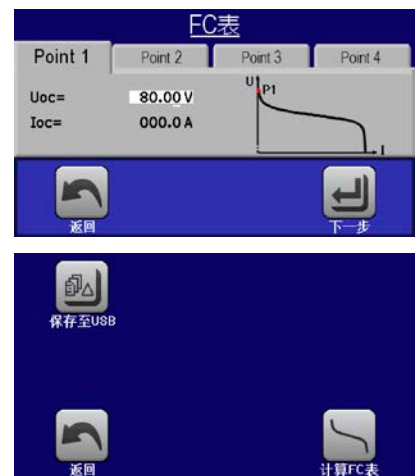 FC表
Point 1 Point 2 Point 3 Point 4
Uoc= 80.00 V
Ioc= 000.0 A
U P1
I
返回 下一步
保存至USB
返回 计算FC表